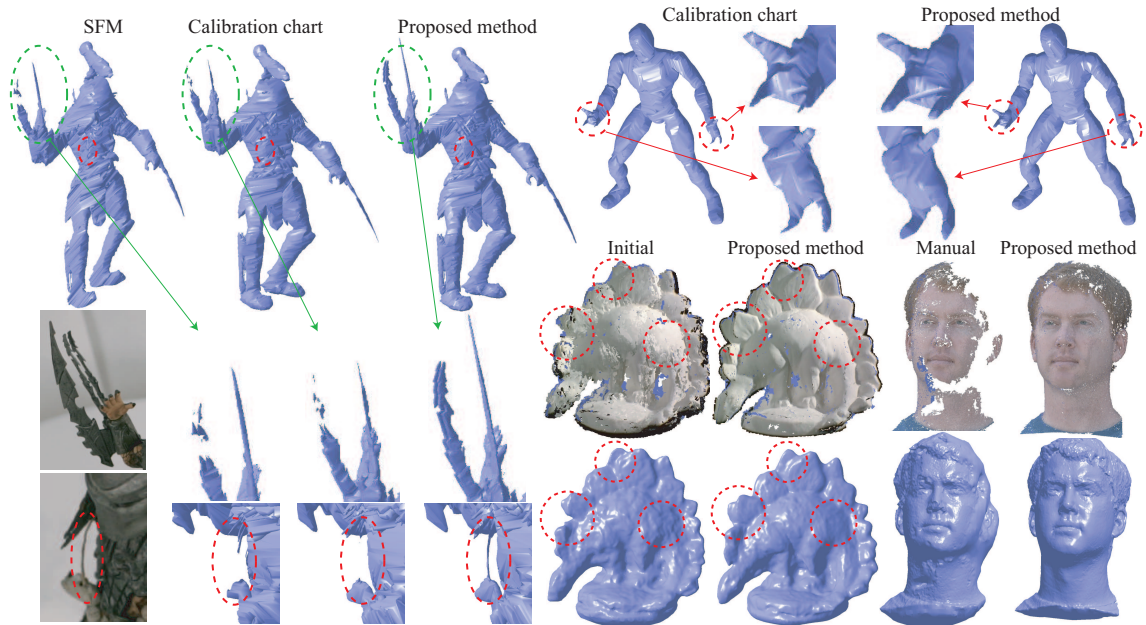 SFM
Calibration chart
Proposed method
Calibration chart
Proposed method
Initial
Proposed method
Manual
Proposed method